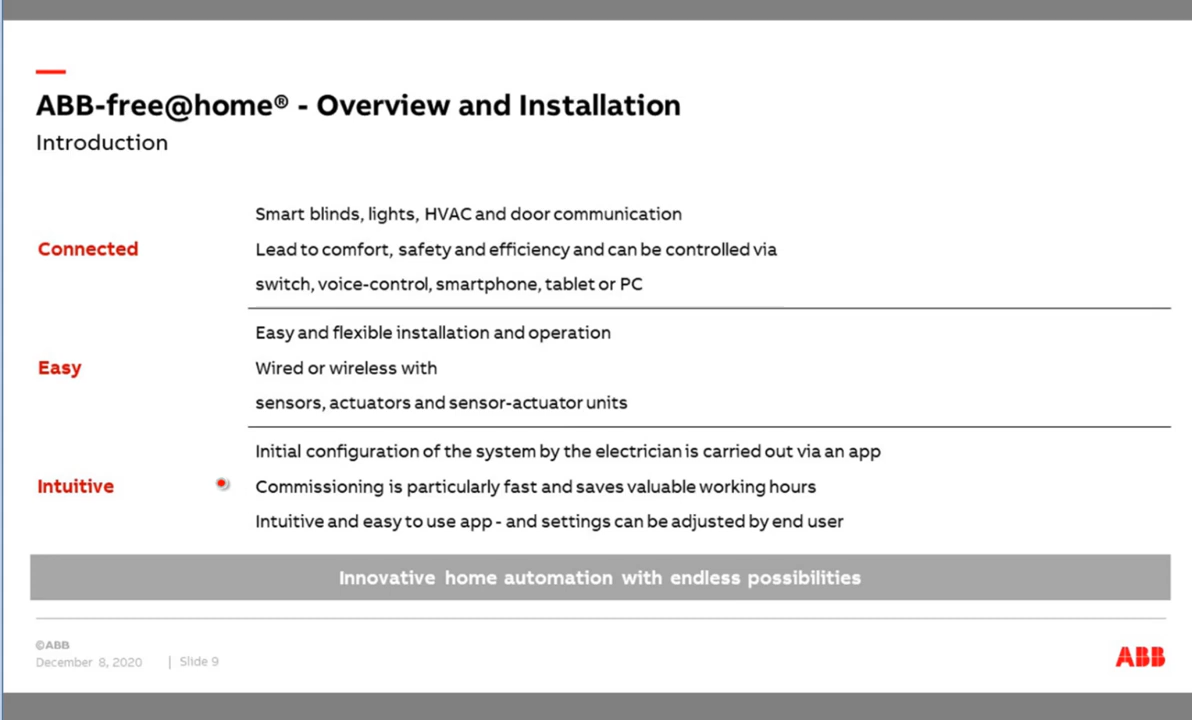 ABB-free@home® - Overview and Installation
Introduction
Connected
Smart blinds, lights, HVAC and door communication
Lead to comfort, safety and efficiency and can be controlled via
switch, voice-control, smartphone, tablet or PC
Easy
Easy and flexible installation and operation
Wired or wireless with
sensors, actuators and sensor-actuator units
Intuitive
Initial configuration of the system by the electrician is carried out via an app
Commissioning is particularly fast and saves valuable working hours
Intuitive and easy to use app - and settings can be adjusted by end user
Innovative home automation with endless possibilities
©ABB
December 8, 2020 | Slide 9
ABB